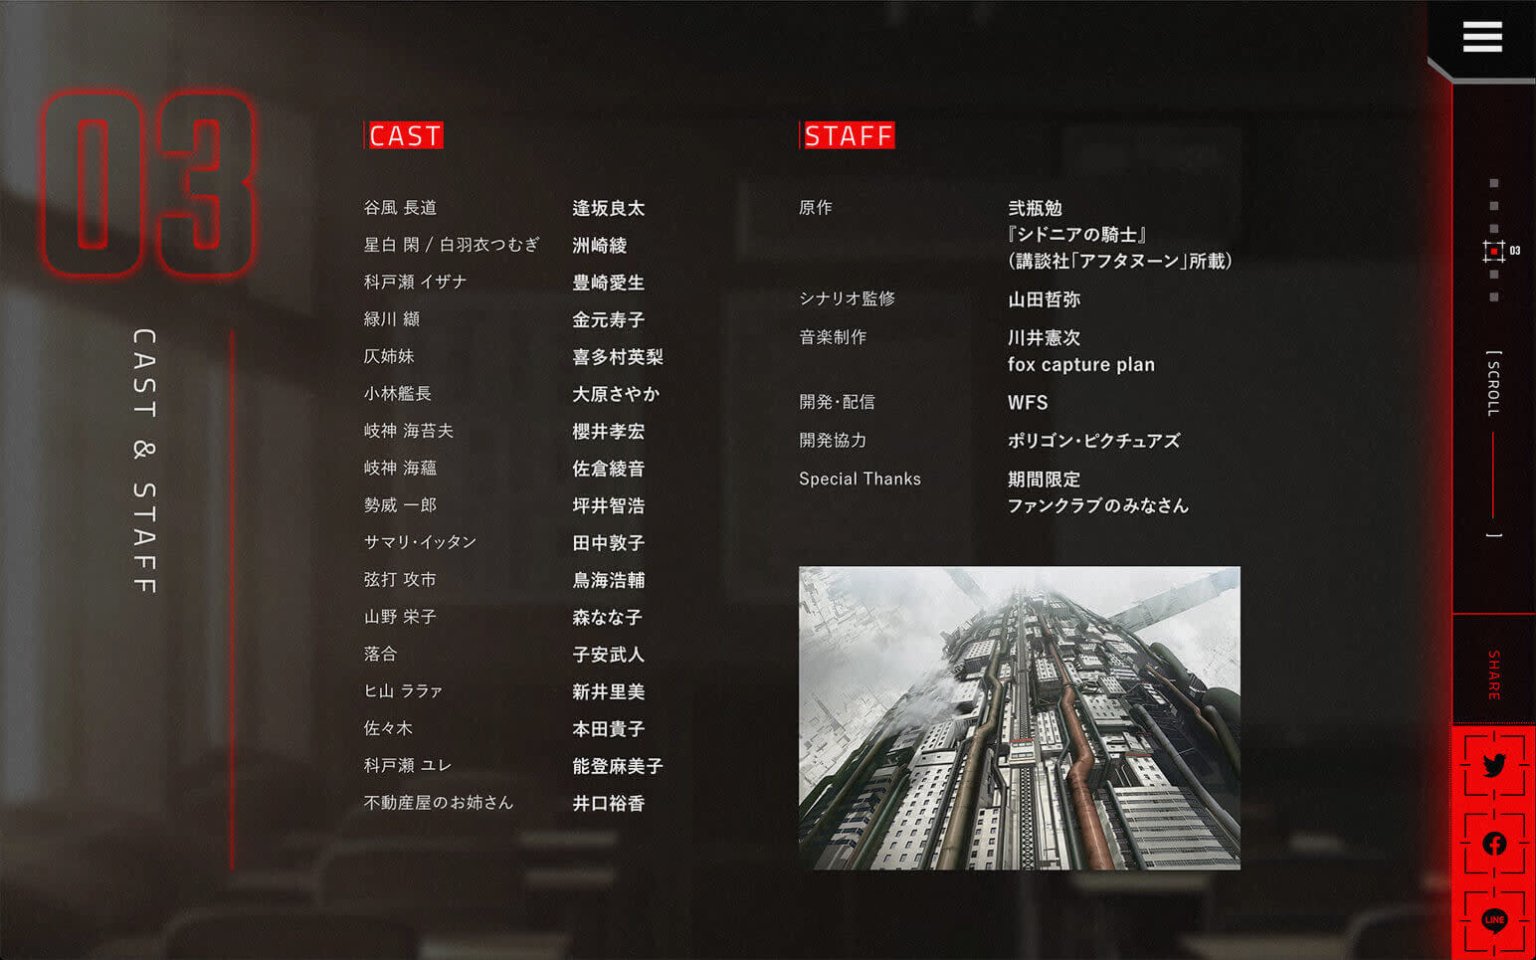 03
CAST & STAFF
CAST
谷風 長道 逢坂良太
星白 閑 / 白羽衣つむぎ 洲崎綾
科戸瀬 イザナ 豊崎愛生
緑川 纈 金元寿子
仄姉妹 喜多村英梨
小林艦長 大原さやか
岐神 海苔夫 櫻井孝宏
岐神 海蘊 佐倉綾音
勢威 一郎 坪井智浩
サマリ・イッタン 田中敦子
弦打 攻市 鳥海浩輔
山野 栄子 森なな子
落合 子安武人
ヒ山 ララァ 新井里美
佐々木 本田貴子
科戸瀬 ユレ 能登麻美子
不動産屋のお姉さん 井口裕香
STAFF
原作 弐瓶勉
『シドニアの騎士』
(講談社「アフタヌーン」所載)
シナリオ監修 山田哲弥
音楽制作 川井憲次
fox capture plan
開発・配信 WFS
開発協力 ポリゴン・ピクチュアズ
Special Thanks 期間限定
ファンクラブのみなさん
03
[ SCROLL ]
SHARE
LINE